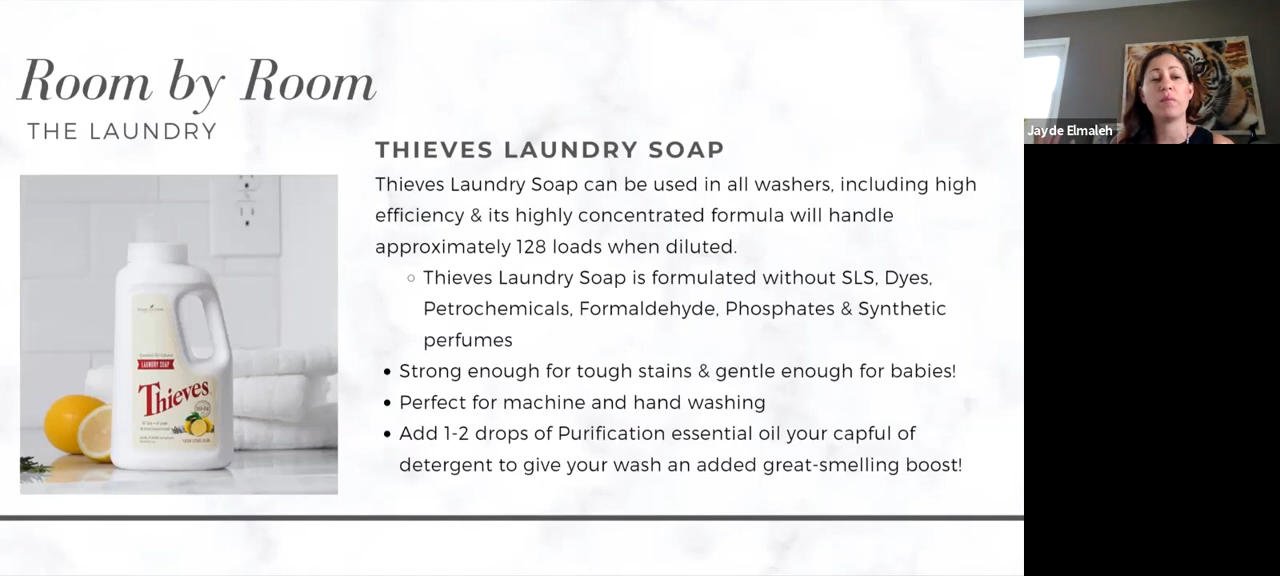 Room by Room
THE LAUNDRY
THIEVES LAUNDRY SOAP
Thieves Laundry Soap can be used in all washers, including high
efficiency & its highly concentrated formula will handle
approximately 128 loads when diluted.
Thieves Laundry Soap is formulated without SLS, Dyes,
Petrochemicals, Formaldehyde, Phosphates & Synthetic
perfumes
Strong enough for tough stains & gentle enough for babies!
Perfect for machine and hand washing
Add 1-2 drops of Purification essential oil your capful of
detergent to give your wash an added great-smelling boost!
LAUNDRY SOAP
Thieves
Jayde Elmaleh